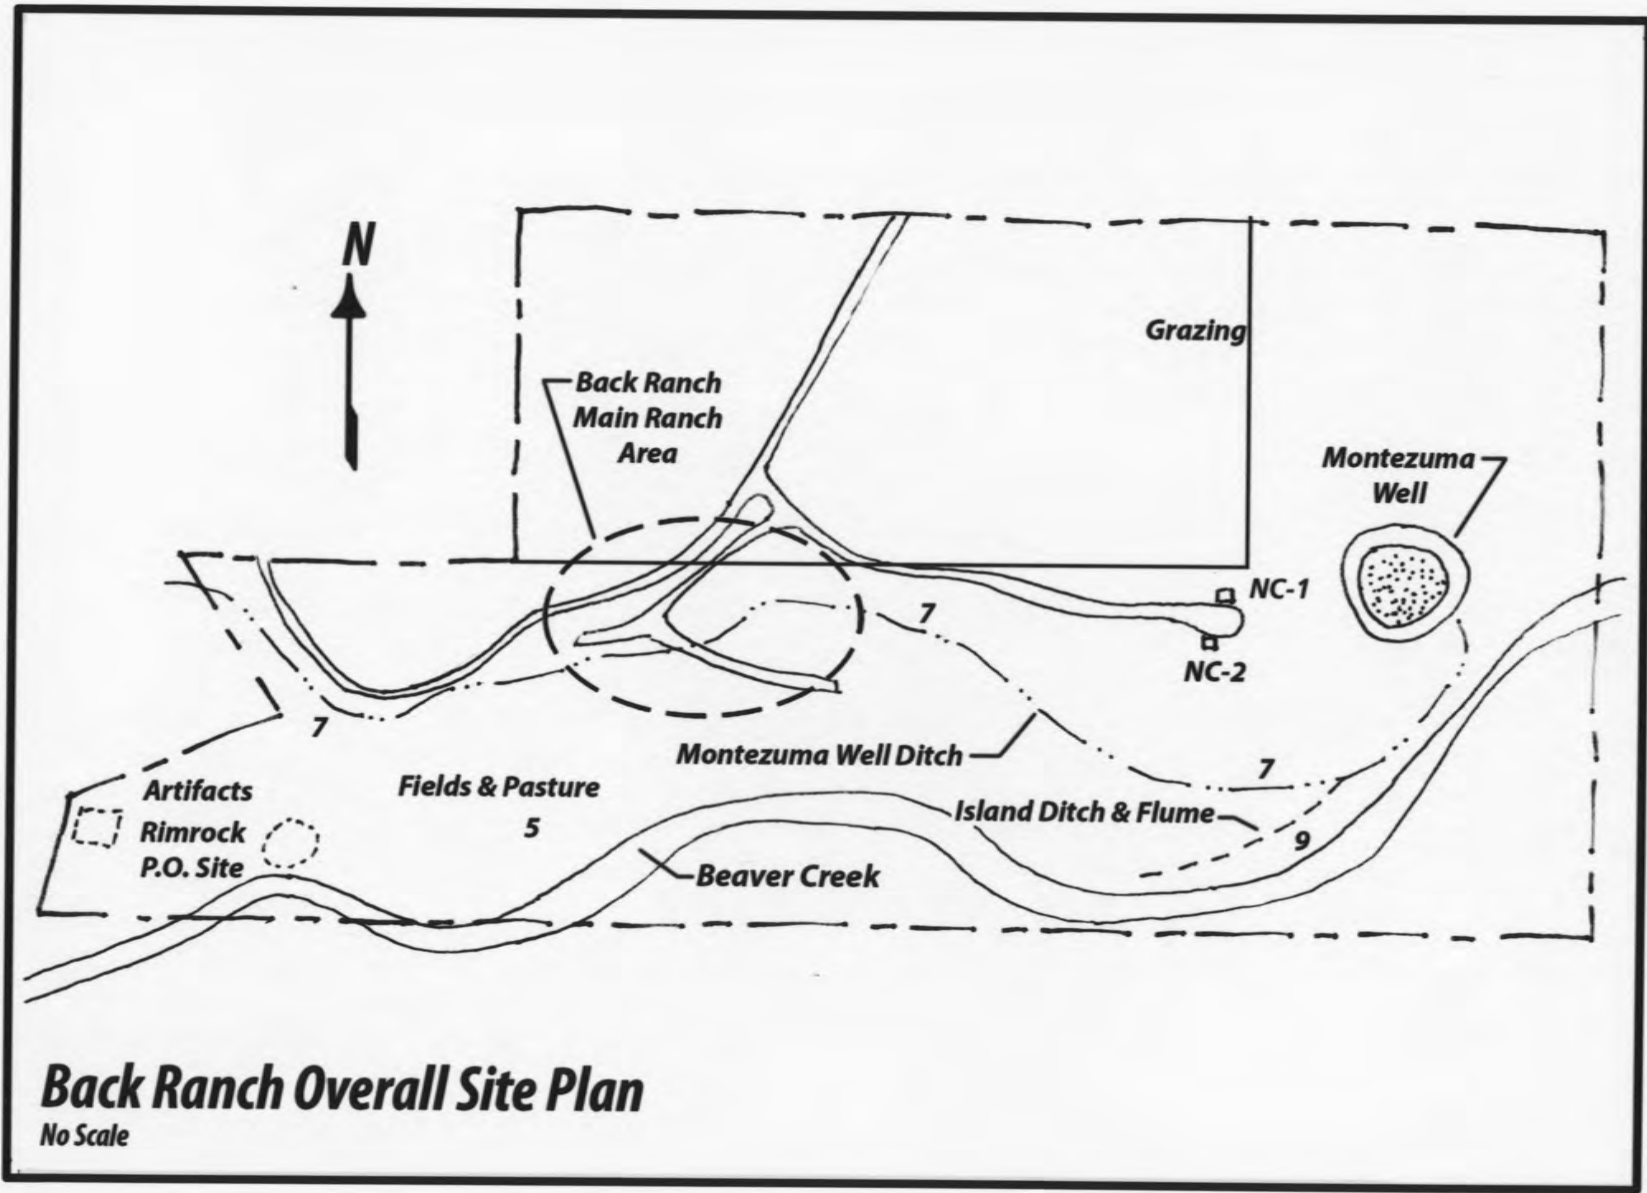 N
Grazing
Back Ranch
Main Ranch
Area
Montezuma
Well
NC-1
7
NC-2
7
Montezuma Well Ditch
7
Artifacts
Fields & Pasture
5
Island Ditch & Flume
Rimrock
P.O. Site
9
Beaver Creek
Back Ranch Overall Site Plan
No Scale